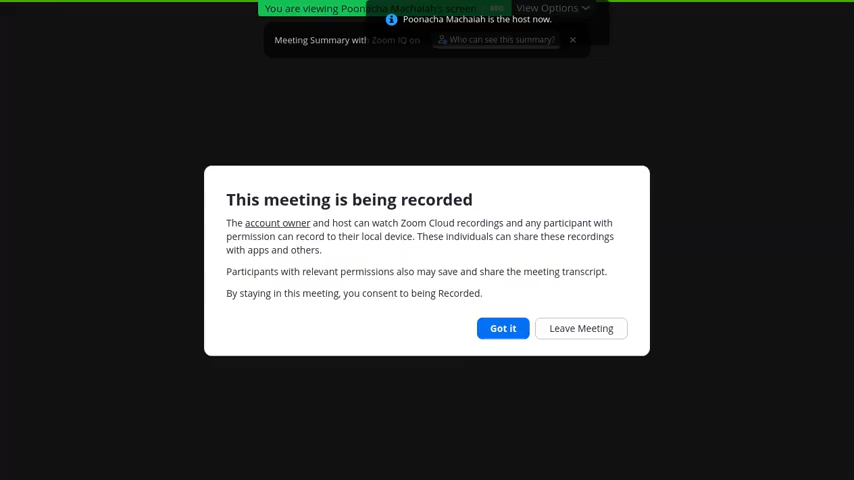 You are viewing Poonacha Machaiah's screen
View Options
Poonacha Machaiah is the host now.
Meeting Summary with Zoom IQ on
Who can see this summary?
This meeting is being recorded
The account owner and host can watch Zoom Cloud recordings and any participant with
permission can record to their local device. These individuals can share these recordings
with apps and others.
Participants with relevant permissions also may save and share the meeting transcript.
By staying in this meeting, you consent to being Recorded.
Got it
Leave Meeting